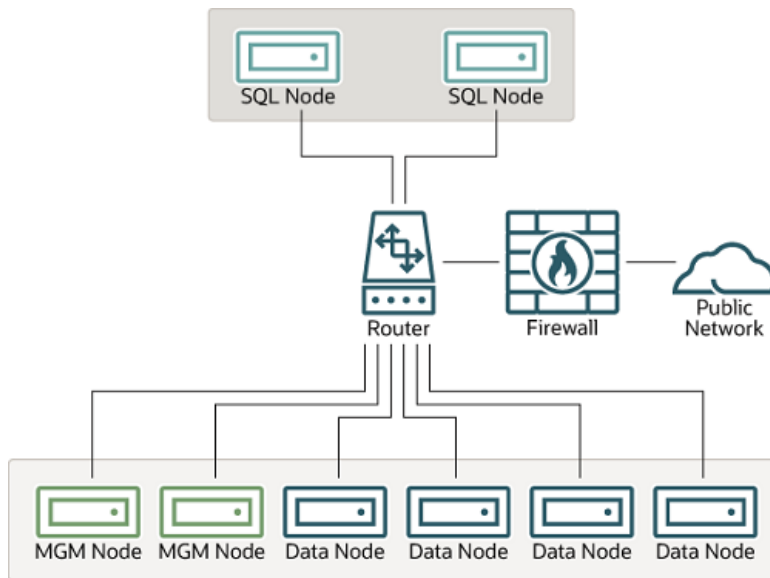 SQL Node
SQL Node
Router
Firewall
Public
Network
MGM Node
MGM Node
Data Node
Data Node
Data Node
Data Node